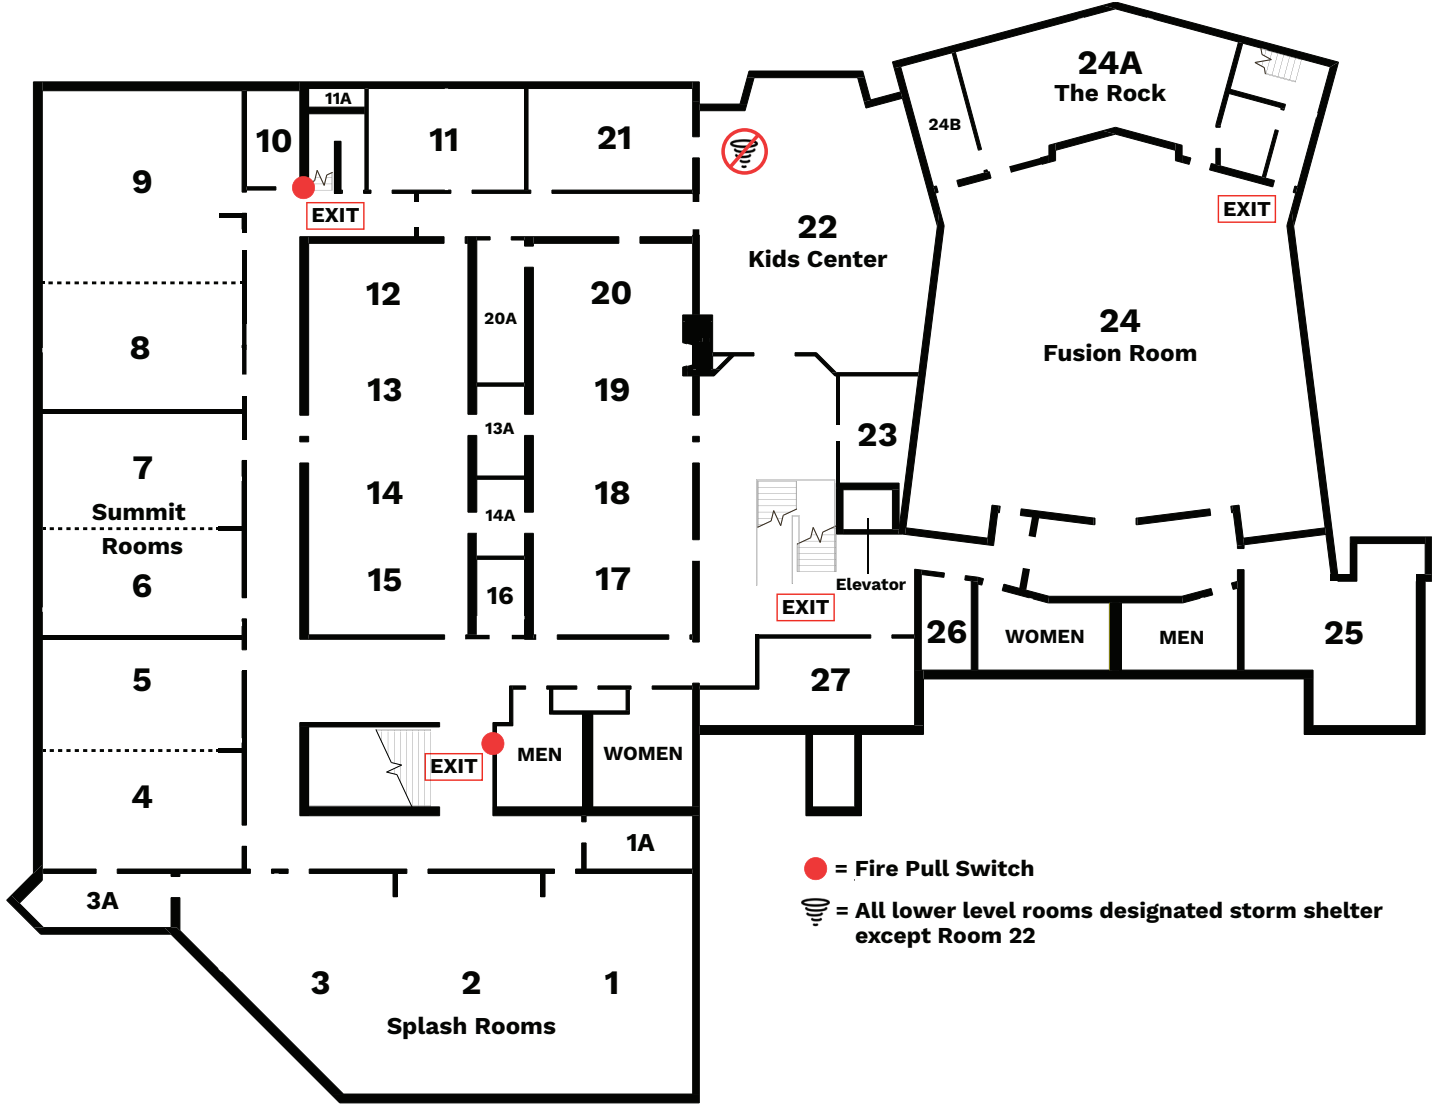 24A
The Rock
11A
24B
10
11
21
9
EXIT
EXIT
22
Kids Center
12
20A
20
24
Fusion Room
8
13
19
13A
23
7
14
18
Summit
14A
Rooms
6
15
16
17
Elevator
EXIT
26
WOMEN
MEN
25
5
27
MEN
WOMEN
EXIT
4
1A
= Fire Pull Switch
3A
= All lower level rooms designated storm shelter
except Room 22
3
2
1
Splash Rooms